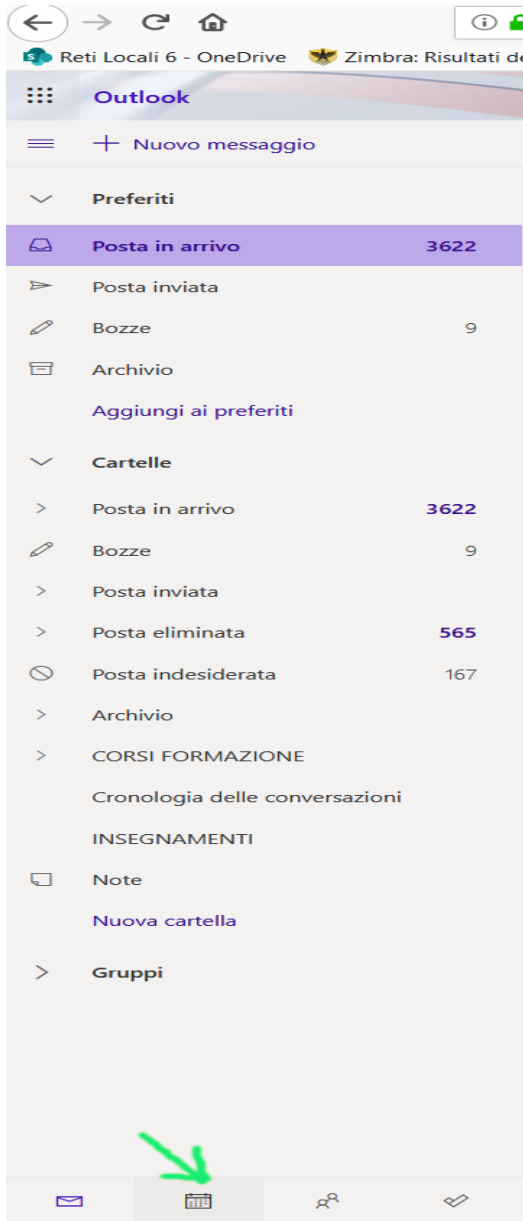 Reti Locali 6 - OneDrive Zimbra: Risultati de
Outlook
Nuovo messaggio
Preferiti
Posta in arrivo 3622
Posta inviata
Bozze 9
Archivio
Aggiungi ai preferiti
Cartelle
Posta in arrivo 3622
Bozze 9
Posta inviata
Posta eliminata 565
Posta indesiderata 167
Archivio
CORSI FORMAZIONE
Cronologia delle conversazioni
INSEGNAMENTI
Note
Nuova cartella
Gruppi